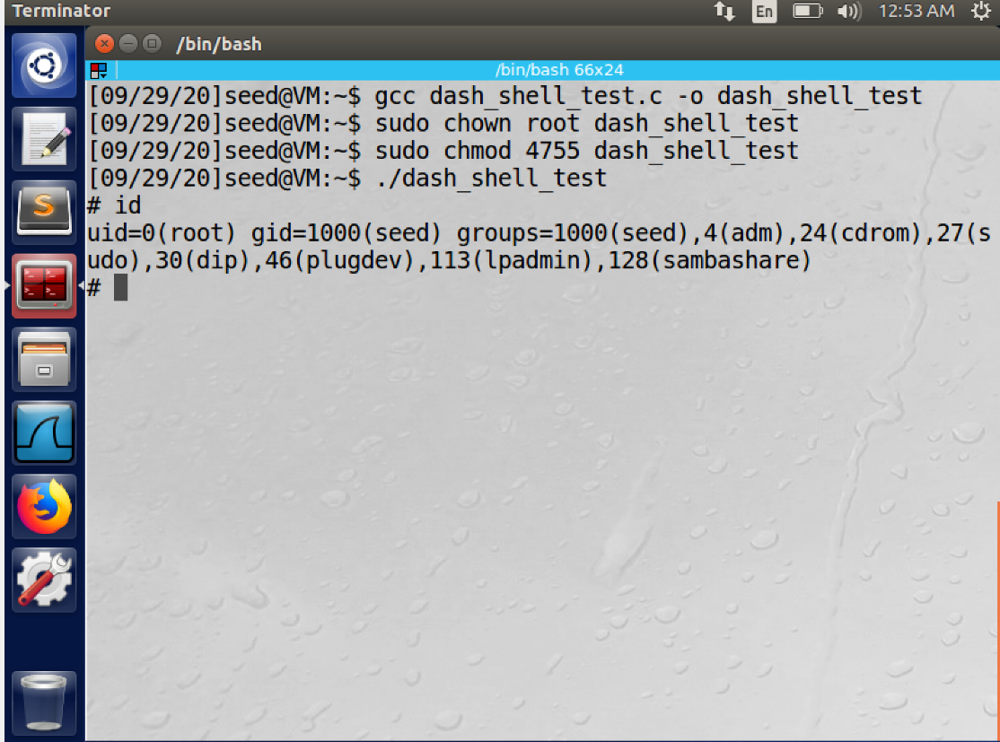 Terminator
En
12:53 AM
/bin/bash
/bin/bash 66x24
[09/29/20]seed@VM:~$ gcc dash_shell_test.c -o dash_shell_test
[09/29/20]seed@VM:~$ sudo chown root dash_shell_test
[09/29/20]seed@VM:~$ sudo chmod 4755 dash_shell_test
[09/29/20]seed@VM:~$ ./dash_shell_test
# id
uid=0(root) gid=1000(seed) groups=1000(seed),4(adm),24(cdrom),27(s
udo),30(dip),46(plugdev),113(lpadmin),128(sambashare)
#